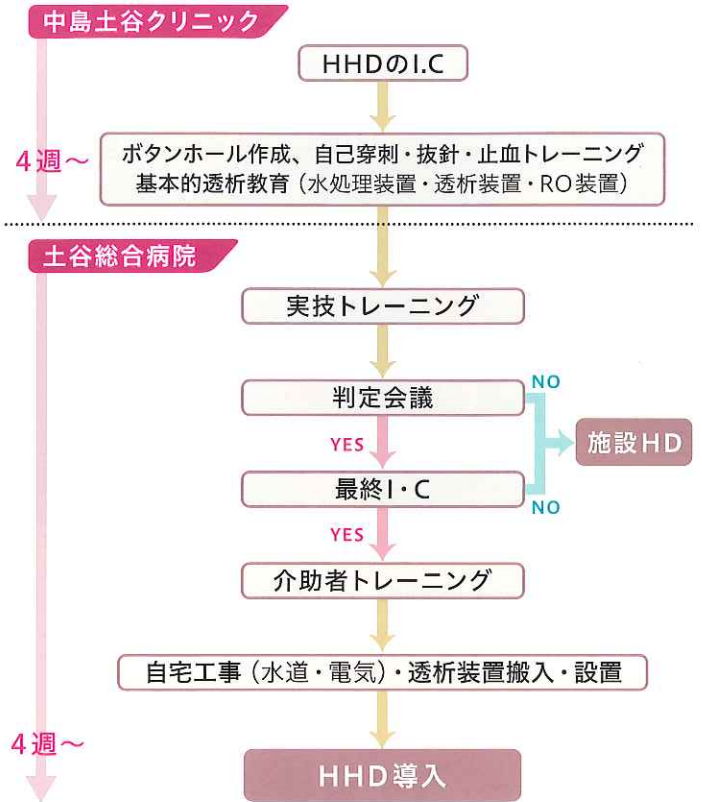 中島土谷クリニック
HHDのI.C
4週〜
ボタンホール作成、自己穿刺・抜針・止血トレーニング
基本的透析教育（水処理装置・透析装置・RO装置）
土谷総合病院
実技トレーニング
判定会議
NO
YES
施設HD
最終I・C
NO
YES
介助者トレーニング
自宅工事（水道・電気）・透析装置搬入・設置
4週〜
HHD導入